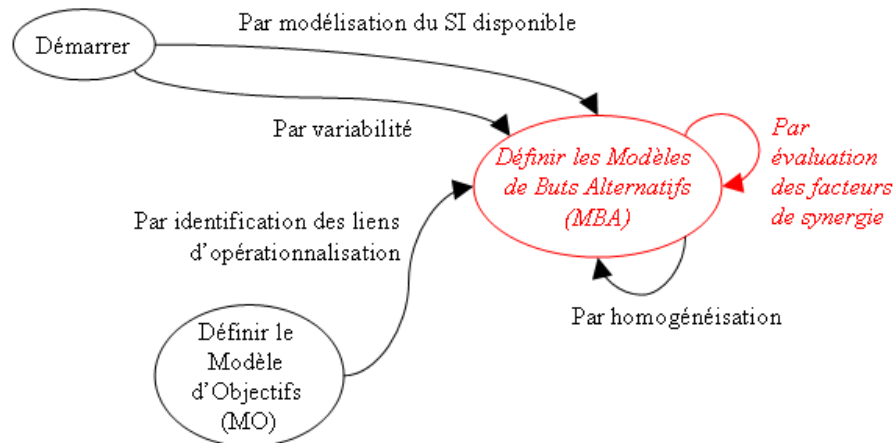 Par modélisation du SI disponible
Démarrer
Par variabilité
Définir les Modèles
de Buts Alternatifs
(MBA)
Par
évaluation
des facteurs
de synergie
Par identification des liens
d'opérationnalisation
Par homogénéisation
Définir le
Modèle
d'Objectifs
(MO)